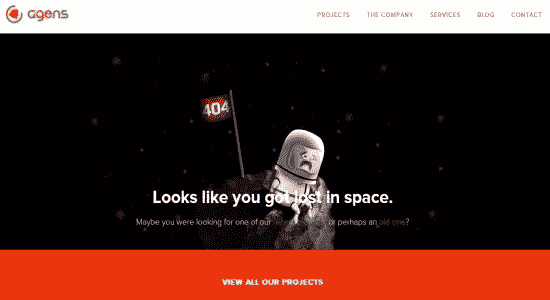 agens
PROJECTS THE COMPANY SERVICES BLOG CONTACT
404
Looks like you got lost in space.
Maybe you were looking for one of our or perhaps an old one?
VIEW ALL OUR PROJECTS